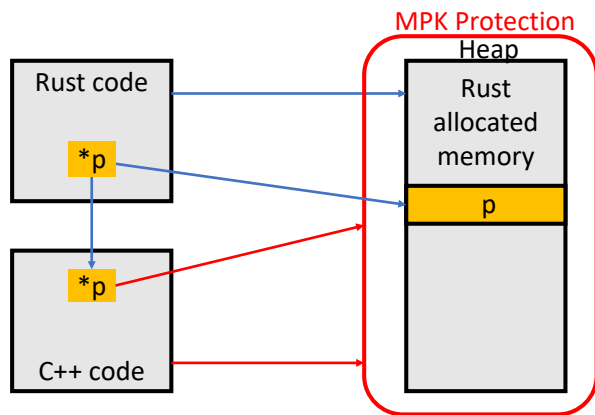 MPK Protection
Heap
Rust code
Rust
allocated
memory
*p
p
*p
C++ code